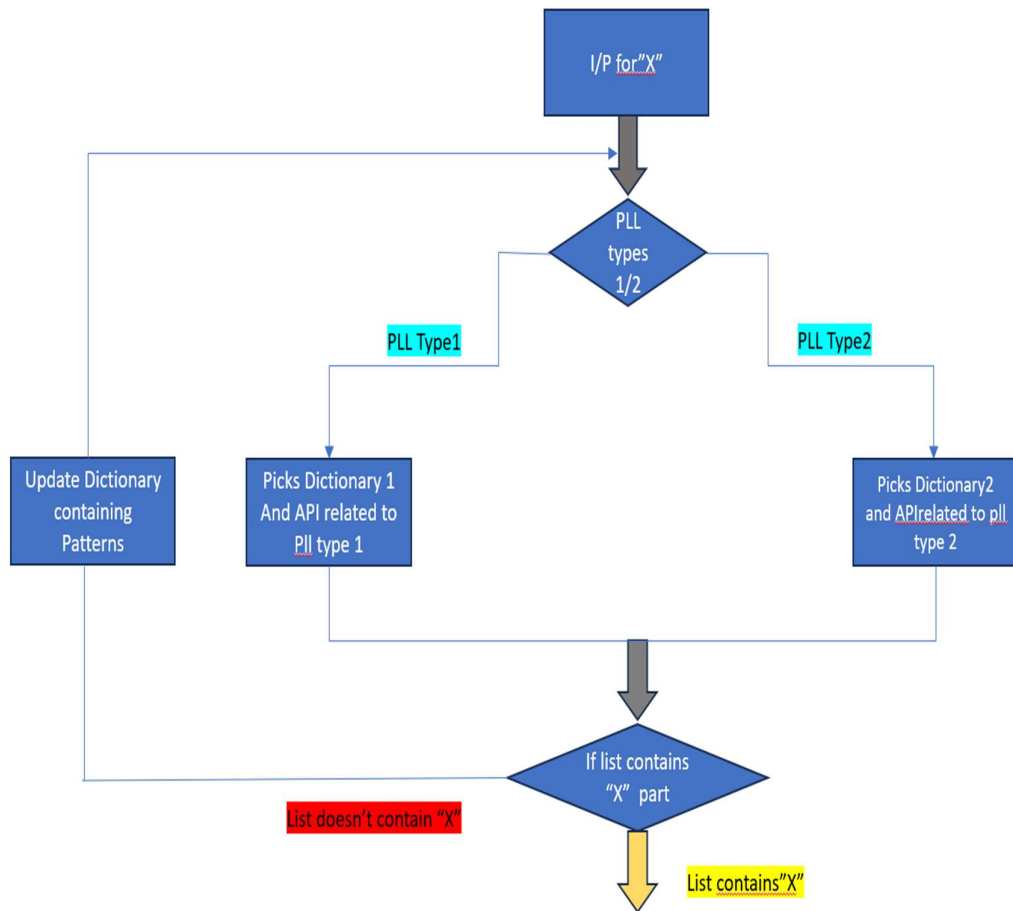 I/P for”X”
PLL
types
1/2
PLL Type1
PLL Type2
Update Dictionary
containing
Patterns
Picks Dictionary 1
And API related to
Pll type 1
Picks Dictionary2
and APIrelated to pll
type 2
If list contains
“X” part
List doesn’t contain “X”
List contains”X”